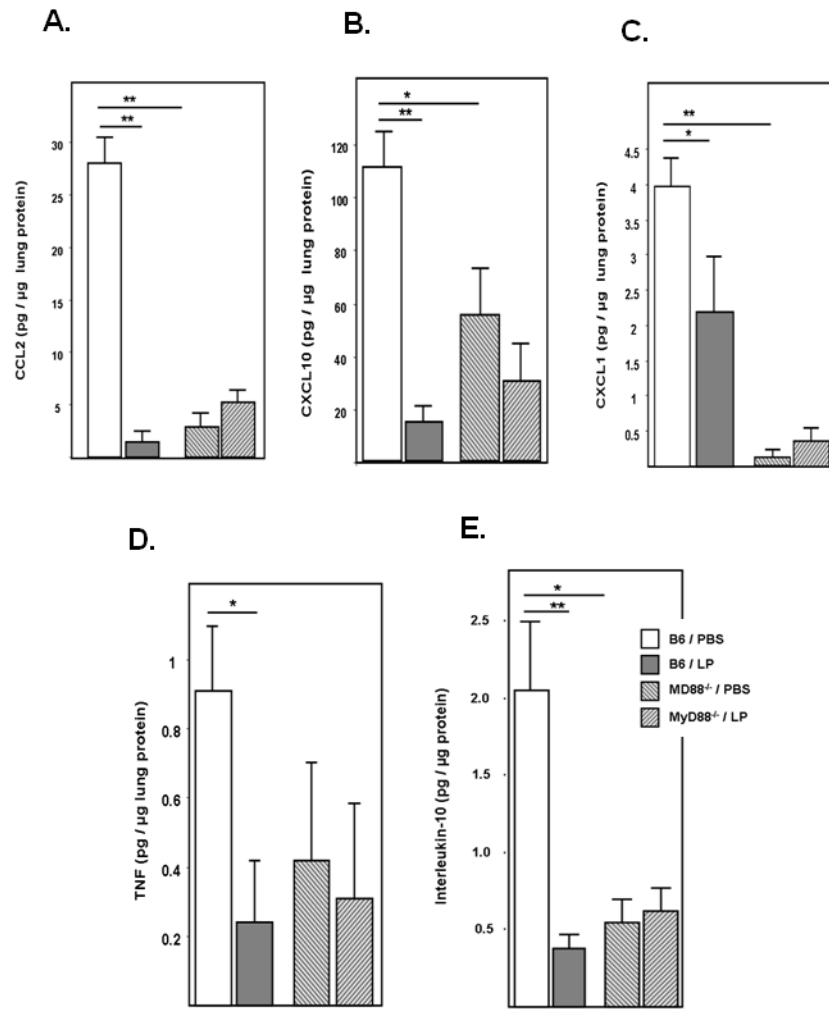 A.
B.
C.
CCL2 (pg / µg lung protein)
30
25
20
15
10
5
**
**
CXCL10 (pg / µg lung protein)
120
100
80
60
40
20
*
**
CXCL1 (pg / µg lung protein)
4.5
4
3.5
3
2.5
2
1.5
1
0.5
**
*
D.
E.
TNF (pg / µg lung protein)
1
0.8
0.6
0.4
0.2
*
Interleukin-10 (pg / µg protein)
2.5
2.0
1.5
1.0
0.5
*
**
B6 / PBS
B6 / LP
MD88-/- / PBS
MyD88-/- / LP